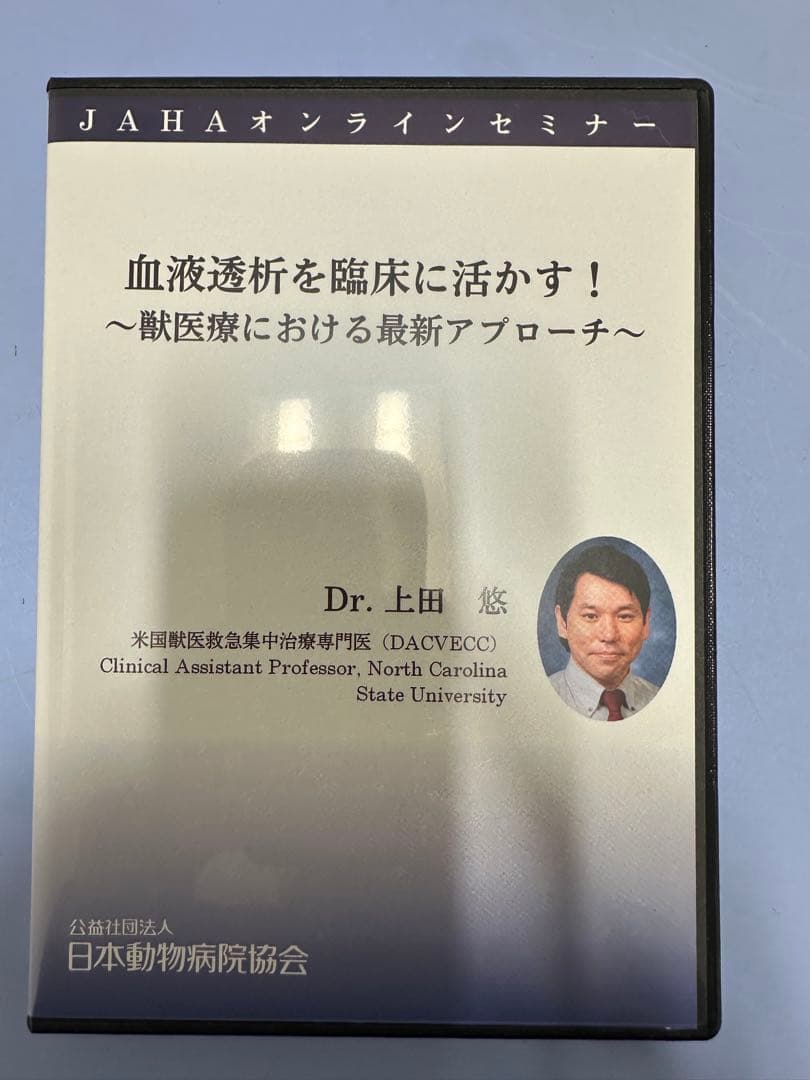 JAHAオンラインセミナー
血液透析を臨床に活かす！
～獣医療における最新アプローチ～
Dr. 上田　悠
米国獣医救急集中治療専門医（DACVECC）
Clinical Assistant Professor, North Carolina
State University
公益社団法人
日本動物病院協会